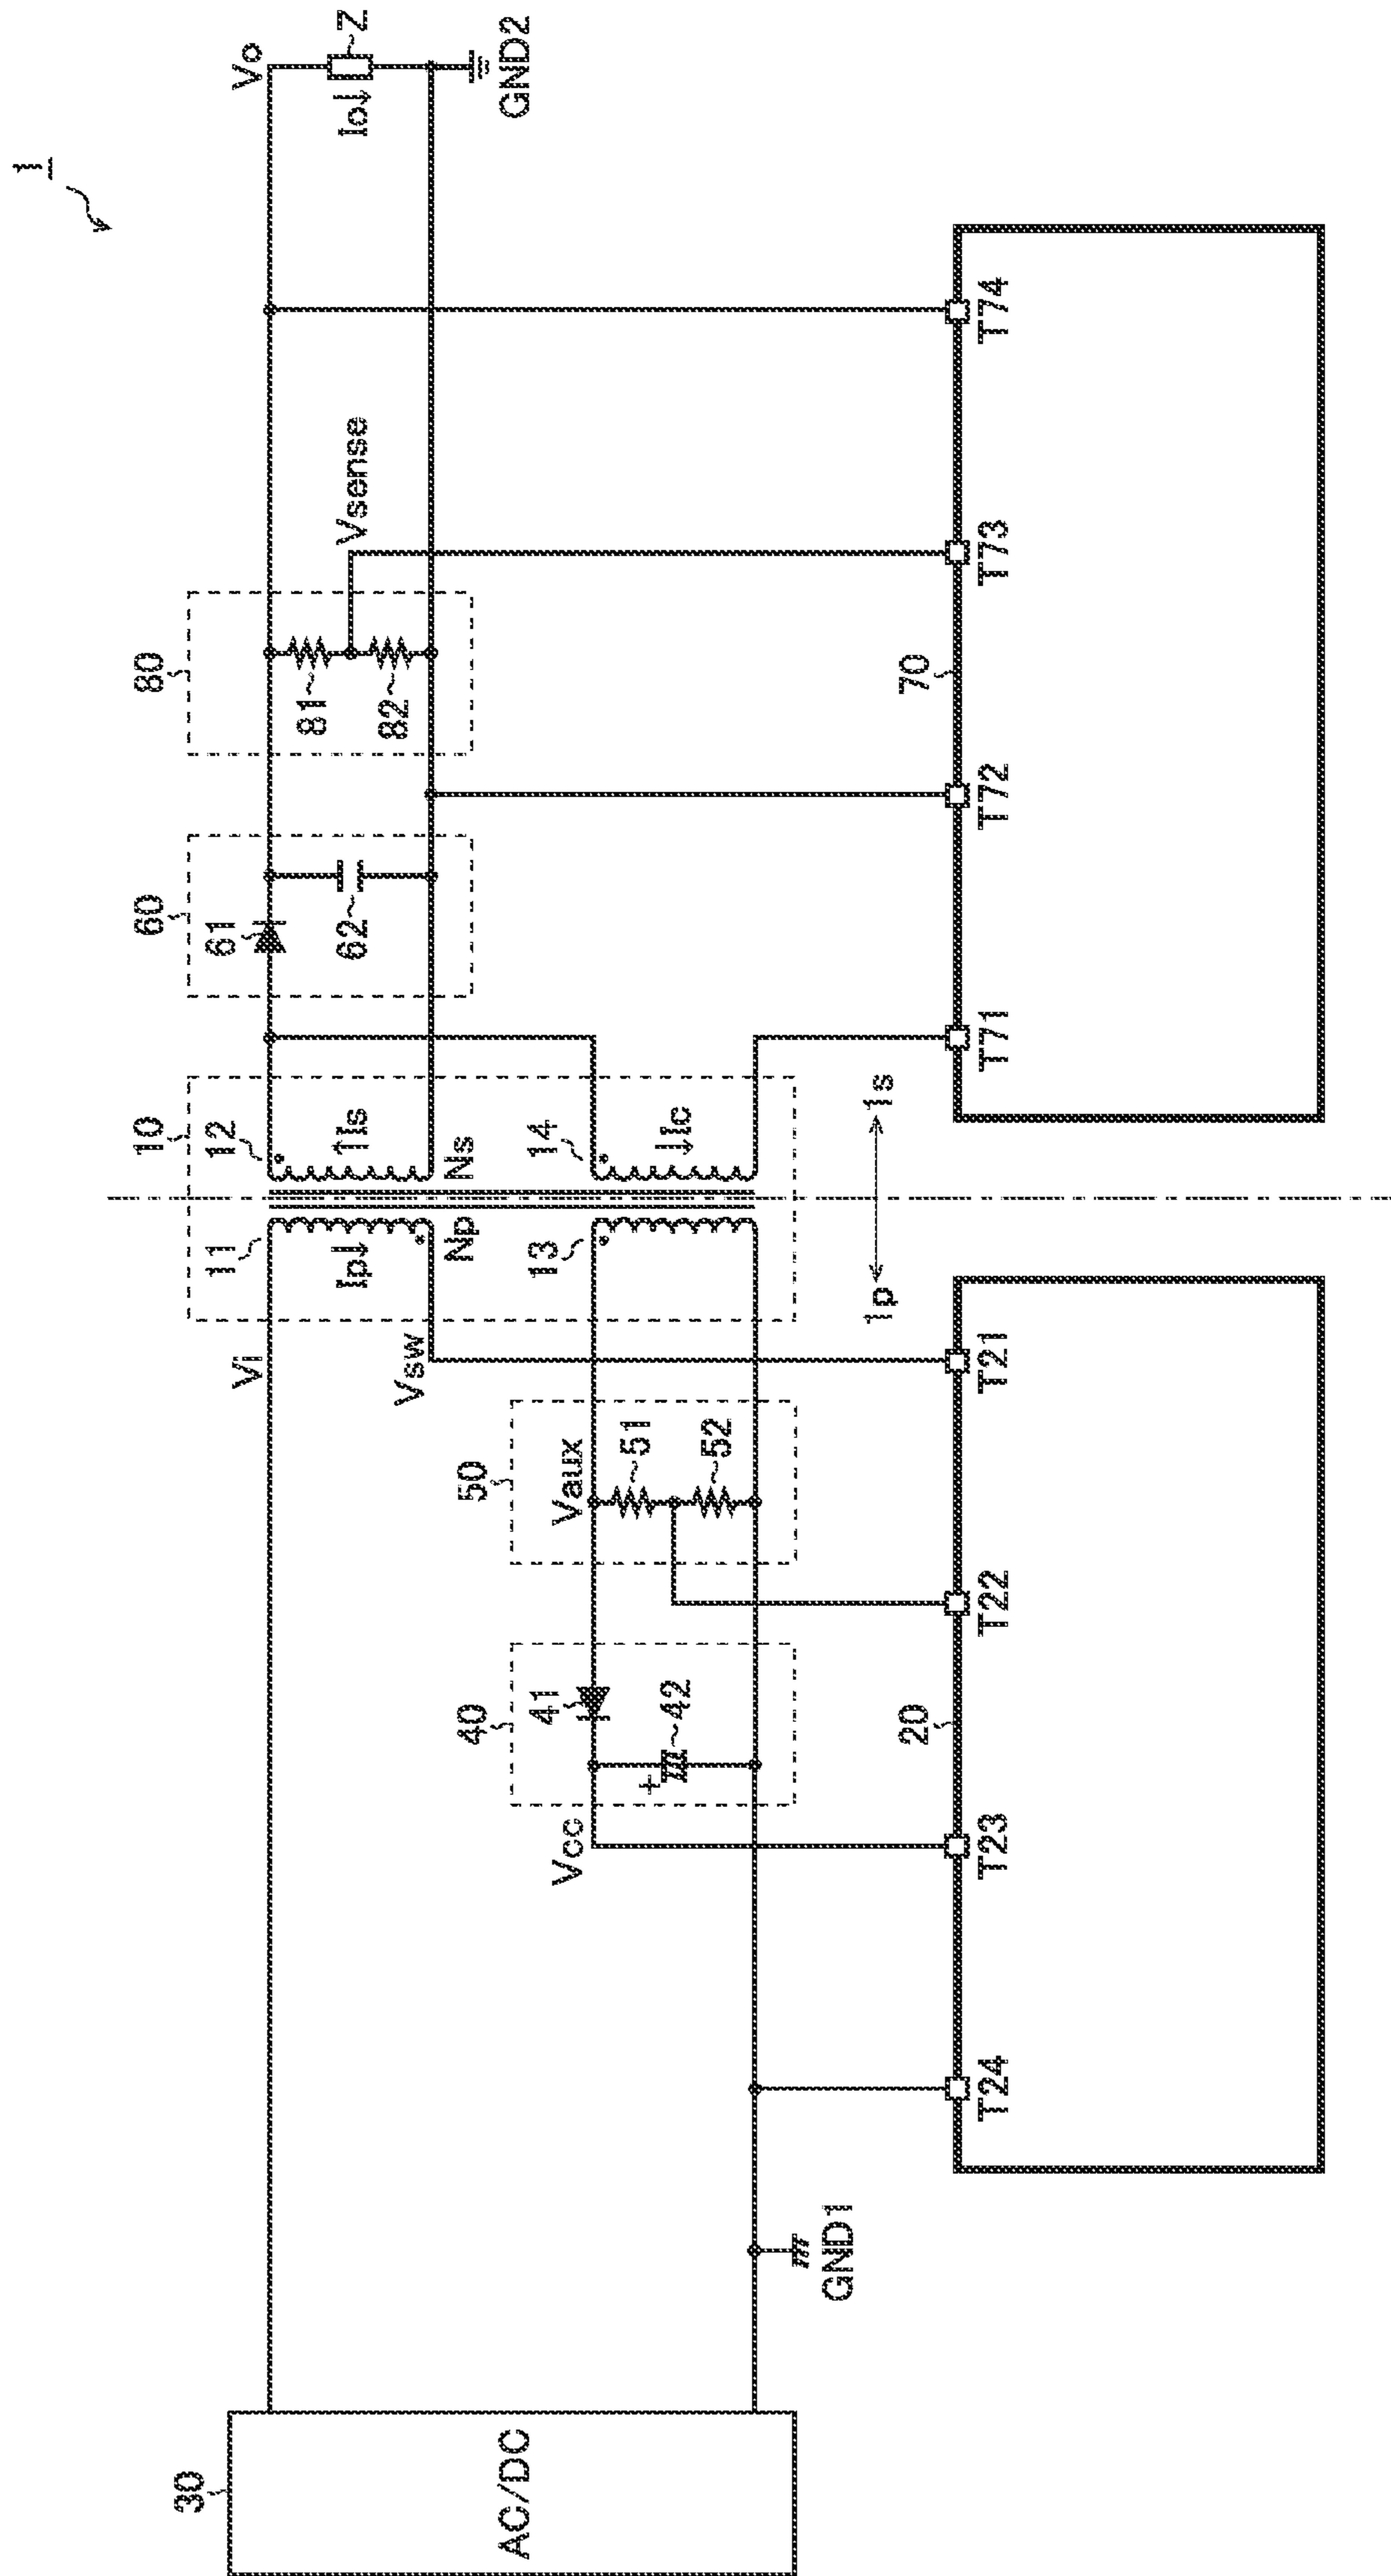 1
30
AC/DC
Vi
11
10
12
60
61
62
80
81
82
Vsense
Vo
Io↓
Z
GND2
Ip↓
↑Is
Vsw
Np
Ns
40
41
42
+
Vcc
50
Vaux
51
52
13
14
↓Ic
GND1
1p
1s
20
T24
T23
T22
T21
70
T71
T72
T73
T74